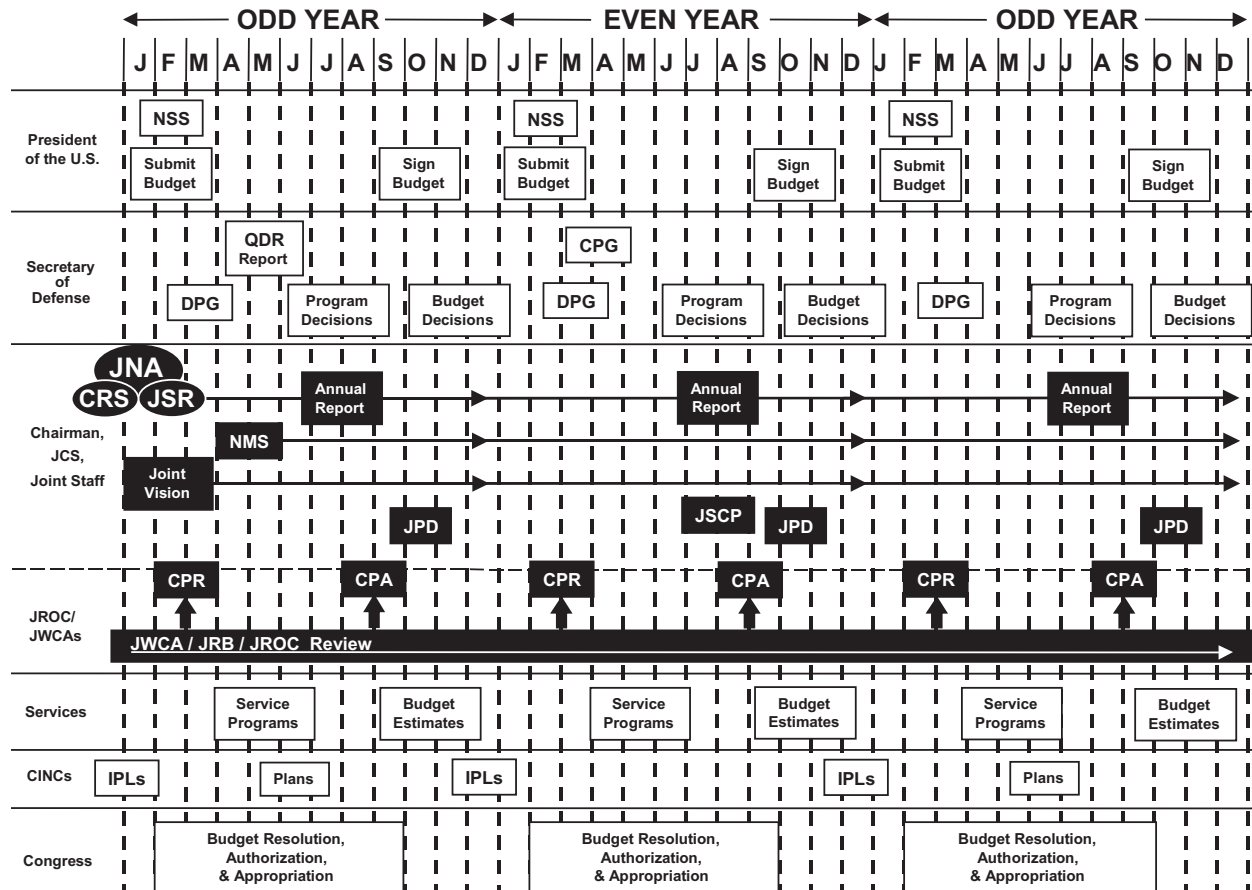 ODD YEAR EVEN YEAR ODD YEAR
J F M A M J J A S O N D J F M A M J J A S O N D J F M A M J J A S O N D
NSS NSS NSS
President
of the U.S.
Submit
Budget
Sign
Budget
Submit
Budget
Sign
Budget
Submit
Budget
Sign
Budget
QDR
Report
CPG
Secretary
of
Defense
DPG
Program
Decisions
Budget
Decisions
DPG
Program
Decisions
Budget
Decisions
DPG
Program
Decisions
Budget
Decisions
JNA
CRS JSR
Annual
Report
Annual
Report
Annual
Report
Chairman,
JCS,
Joint Staff
NMS
Joint
Vision
JPD
JSCP
JPD
JPD
CPR CPA CPR CPA CPR CPA
JROC/
JWCAs
JWCA / JRB / JROC Review
Services
Service
Programs
Budget
Estimates
Service
Programs
Budget
Estimates
Service
Programs
Budget
Estimates
CINCs
IPLs Plans IPLs IPLs Plans
Congress
Budget Resolution,
Authorization,
& Appropriation
Budget Resolution,
Authorization,
& Appropriation
Budget Resolution,
Authorization,
& Appropriation